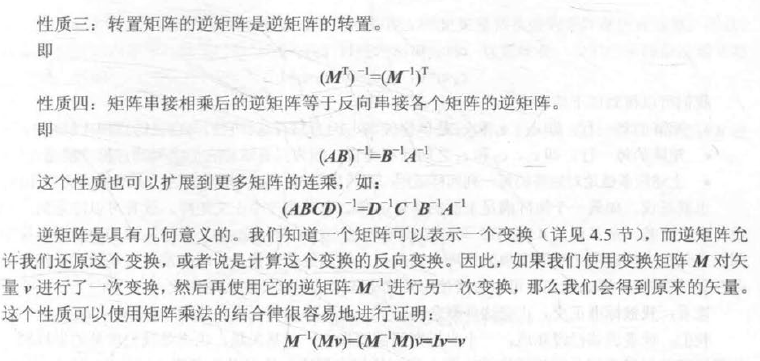 性质三：转置矩阵的逆矩阵是逆矩阵的转置。
即
(Mᵀ)⁻¹=(M⁻¹)ᵀ
性质四：矩阵串接相乘后的逆矩阵等于反向串接各个矩阵的逆矩阵。
即
(AB)⁻¹=B⁻¹A⁻¹
这个性质也可以扩展到更多矩阵的连乘，如：
(ABCD)⁻¹=D⁻¹C⁻¹B⁻¹A⁻¹
逆矩阵是具有几何意义的。我们知道一个矩阵可以表示一个变换（详见 4.5 节），而逆矩阵允
许我们还原这个变换，或者说是计算这个变换的反向变换。因此，如果我们使用变换矩阵 M 对矢
量 v 进行了一次变换，然后再使用它的逆矩阵 M⁻¹进行另一次变换，那么我们会得到原来的矢量。
这个性质可以使用矩阵乘法的结合律很容易地进行证明：
M⁻¹(Mv)=(M⁻¹M)v=Iv=v